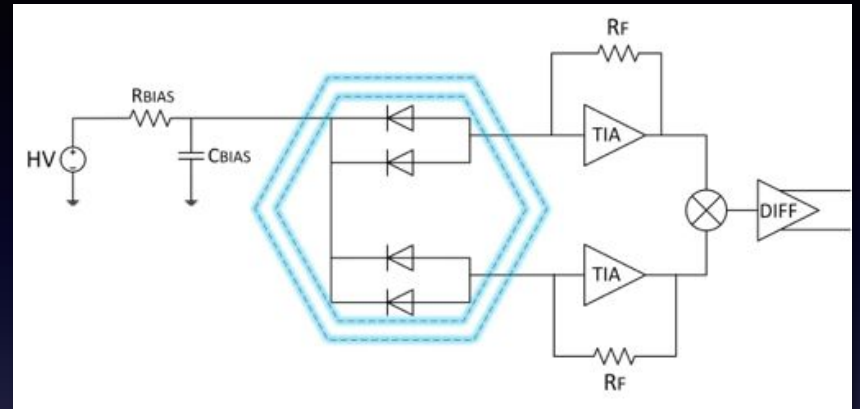 RF
RBIAS
TIA
HV
CBIAS
DIFF
TIA
RF